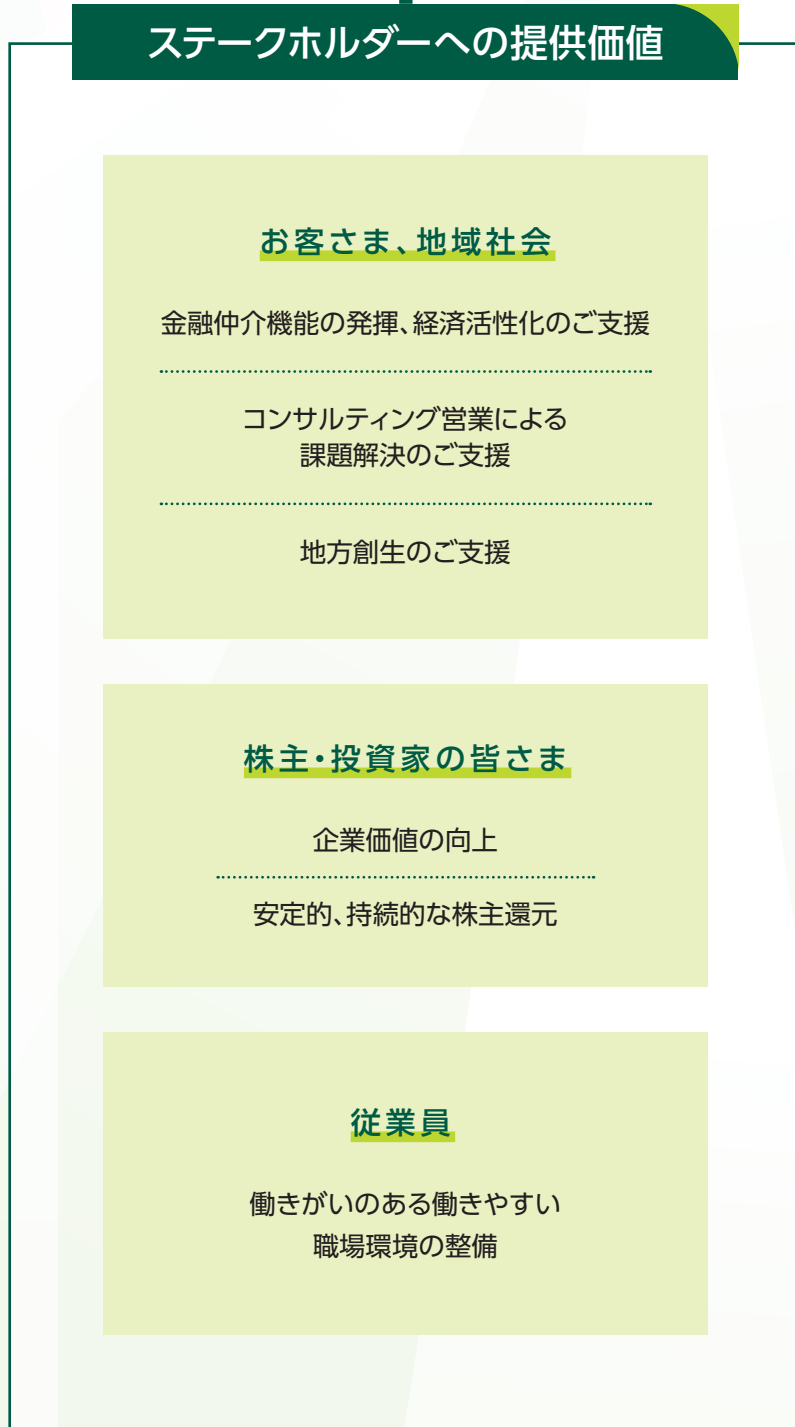 ステークホルダーへの提供価値
お客さま、地域社会
金融仲介機能の発揮、経済活性化のご支援
コンサルティング営業による
課題解決のご支援
地方創生のご支援
株主・投資家の皆さま
企業価値の向上
安定的、持続的な株主還元
従業員
働きがいのある働きやすい
職場環境の整備